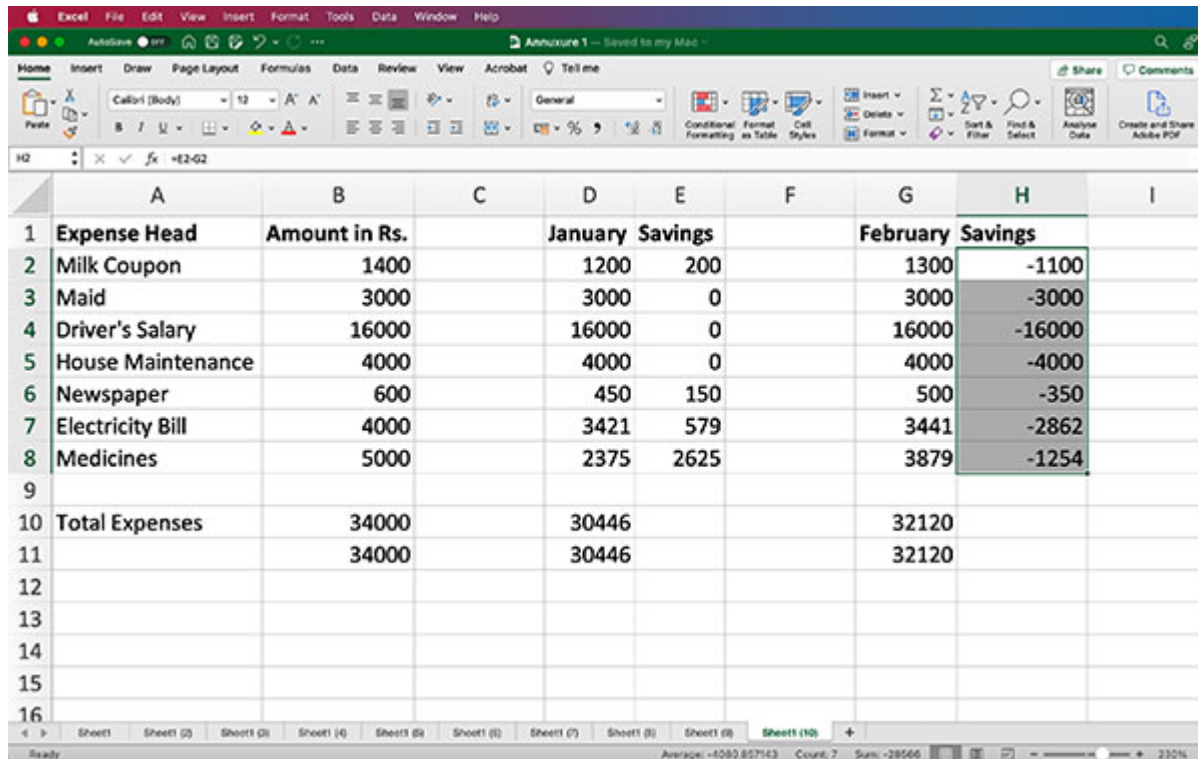 Excel File Edit View Insert Format Tools Data Window Help
AutoSave OFF Annuxure 1 — Saved to my Mac
Home Insert Draw Page Layout Formulas Data Review View Acrobat Tell me Share Comments
Paste Calibri (Body) 12 A A General Conditional Formatting Format as Table Cell Styles Insert Delete Format Sort & Filter Find & Select Analyse Data Create and Share Adobe PDF
H2 fx =E2-G2
A B C D E F G H I
1 Expense Head Amount in Rs. January Savings February Savings
2 Milk Coupon 1400 1200 200 1300 -1100
3 Maid 3000 3000 0 3000 -3000
4 Driver's Salary 16000 16000 0 16000 -16000
5 House Maintenance 4000 4000 0 4000 -4000
6 Newspaper 600 450 150 500 -350
7 Electricity Bill 4000 3421 579 3441 -2862
8 Medicines 5000 2375 2625 3879 -1254
9
10 Total Expenses 34000 30446 32120
11 34000 30446 32120
12
13
14
15
16
Sheet1 Sheet1 (2) Sheet1 (3) Sheet1 (4) Sheet1 (5) Sheet1 (6) Sheet1 (7) Sheet1 (8) Sheet1 (9) Sheet1 (10) +
Ready Average: -4080.857143 Count: 7 Sum: -28566 230%